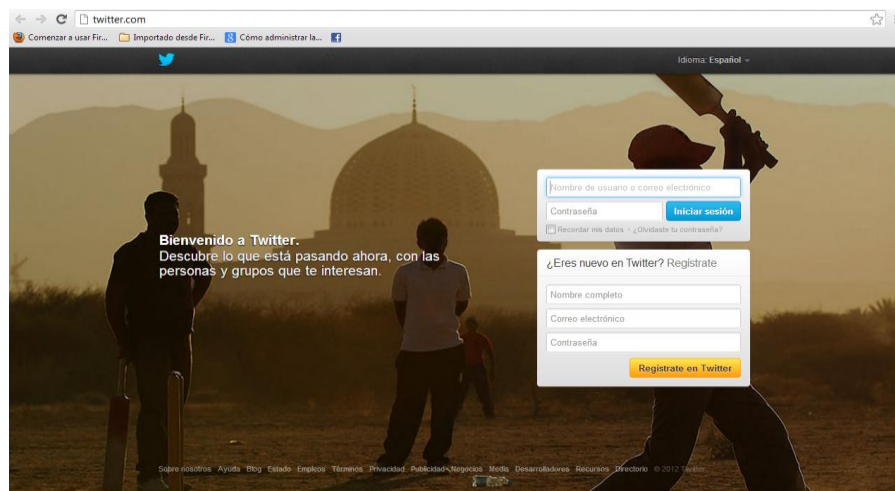 twitter.com
Comenzar a usar Fir... Importado desde Fir... Cómo administrar la...
Idioma: Español
Nombre de usuario o correo electrónico
Contraseña Iniciar sesión
Recordar mis datos · ¿Olvidaste tu contraseña?
Bienvenido a Twitter.
Descubre lo que está pasando ahora, con las
personas y grupos que te interesan.
¿Eres nuevo en Twitter? Regístrate
Nombre completo
Correo electrónico
Contraseña
Regístrate en Twitter
Sobre nosotros Ayuda Blog Estado Empleos Términos Privacidad Publicidad Negocios Media Desarrolladores Recursos Directorio © 2012 Twitter